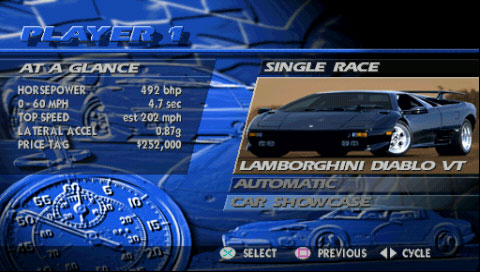 PLAYER 1
AT A GLANCE
HORSEPOWER 492 bhp
0 - 60 MPH 4.7 sec
TOP SPEED est 202 mph
LATERAL ACCEL 0.87g
PRICE-TAG $252,000
SINGLE RACE
LAMBORGHINI DIABLO VT
AUTOMATIC
CAR SHOWCASE
SELECT PREVIOUS CYCLE